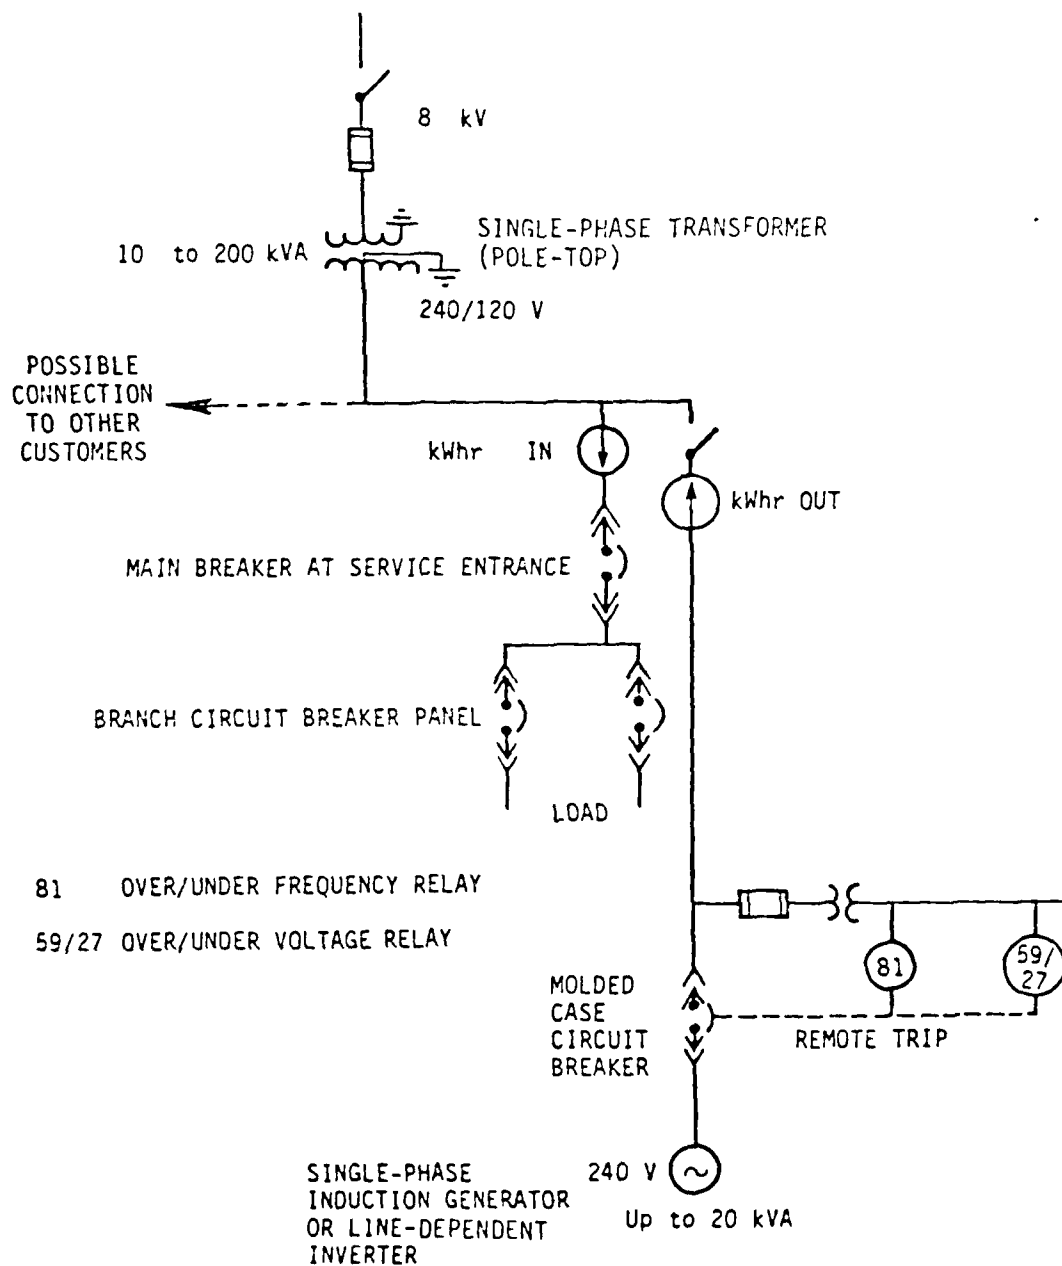 8 kV
10 to 200 kVA
SINGLE-PHASE TRANSFORMER
(POLE-TOP)
240/120 V
POSSIBLE
CONNECTION
TO OTHER
CUSTOMERS
kWhr IN
kWhr OUT
MAIN BREAKER AT SERVICE ENTRANCE
BRANCH CIRCUIT BREAKER PANEL
LOAD
81 OVER/UNDER FREQUENCY RELAY
59/27 OVER/UNDER VOLTAGE RELAY
81
59/
27
MOLDED
CASE
CIRCUIT
BREAKER
REMOTE TRIP
SINGLE-PHASE
INDUCTION GENERATOR
OR LINE-DEPENDENT
INVERTER
240 V
Up to 20 kVA